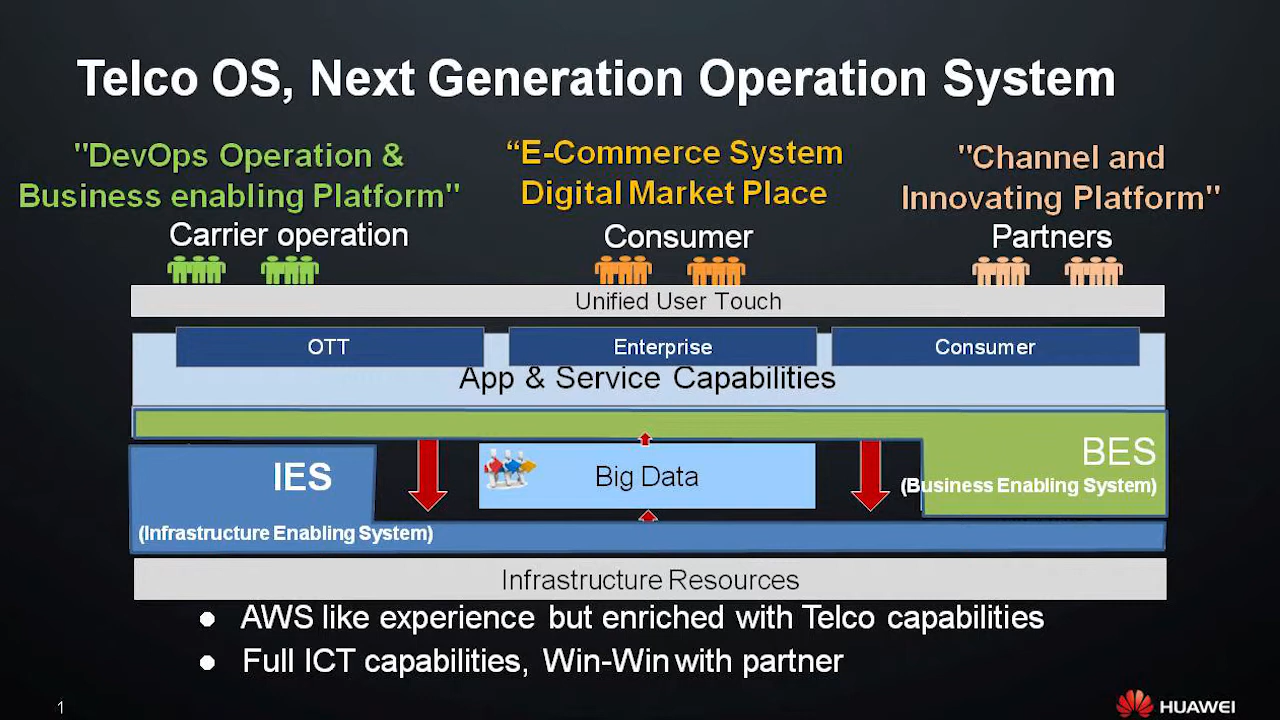 Telco OS, Next Generation Operation System
"DevOps Operation &
Business enabling Platform"
“E-Commerce System
Digital Market Place
"Channel and
Innovating Platform"
Carrier operation
Consumer
Partners
Unified User Touch
OTT
Enterprise
Consumer
App & Service Capabilities
IES
(Infrastructure Enabling System)
Big Data
BES
(Business Enabling System)
Infrastructure Resources
● AWS like experience but enriched with Telco capabilities
● Full ICT capabilities, Win-Win with partner
1
HUAWEI